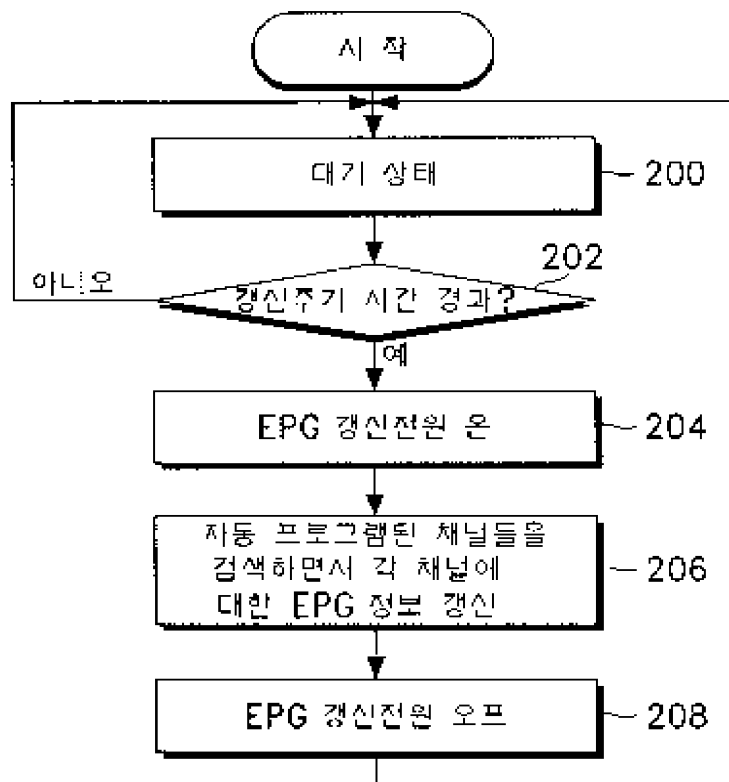 시 작
대기 상태
200
202
아니오
갱신주기 시간 경과?
예
EPG 갱신전원 온
204
자동 프로그램된 채널들을
검색하면서 각 채널에
대한 EPG 정보 갱신
206
EPG 갱신전원 오프
208